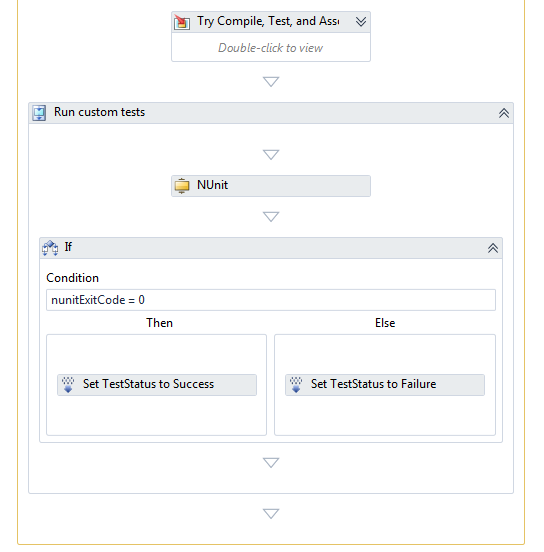 Try Compile, Test, and Asse
Double-click to view
Run custom tests
NUnit
If
Condition
nunitExitCode = 0
Then
Else
Set TestStatus to Success
Set TestStatus to Failure